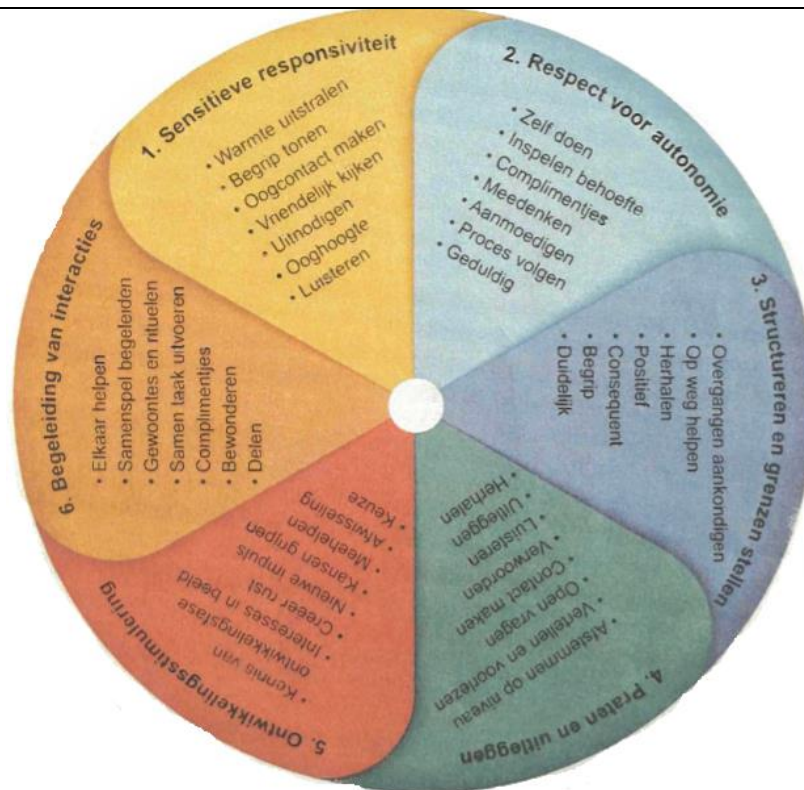 1. Sensitieve responsiviteit
• Warmte uitstralen
• Begrip tonen
• Oogcontact maken
• Vriendelijk kijken
• Uitnodigen
• Ooghoogte
• Luisteren
2. Respect voor autonomie
• Zelf doen
• Inspelen behoefte
• Complimentjes
• Meedenken
• Aanmoedigen
• Proces volgen
• Geduldig
3. Structureren en grenzen stellen
• Overgangen aankondigen
• Op weg helpen
• Herhalen
• Positief
• Consequent
• Begrip
• Duidelijk
4. Praten en uitleggen
• Afstemmen op niveau
• Vertellen en voorlezen
• Open vragen
• Contact maken
• Verwoorden
• Luisteren
• Uitleggen
• Herhalen
5. Ontwikkelingsstimulering
• Kennis van
ontwikkelingsfase
• Interesses in beeld
• Creëer rust
• Nieuwe impuls
• Kansen grijpen
• Meehelpen
• Afwisseling
• Keuze
6. Begeleiding van interacties
• Elkaar helpen
• Samenspel begeleiden
• Gewoontes en rituelen
• Samen taak uitvoeren
• Complimentjes
• Bewonderen
• Delen